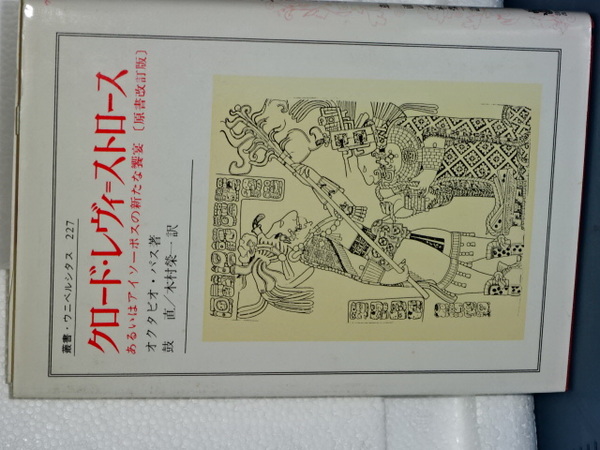 叢書・ウニベルシタス 227
クロード・レヴィ=ストロース
あるいはアイソーポスの新たな饗宴〔原書改訂版〕
オクタビオ・パス著
鼓 直/木村榮一訳